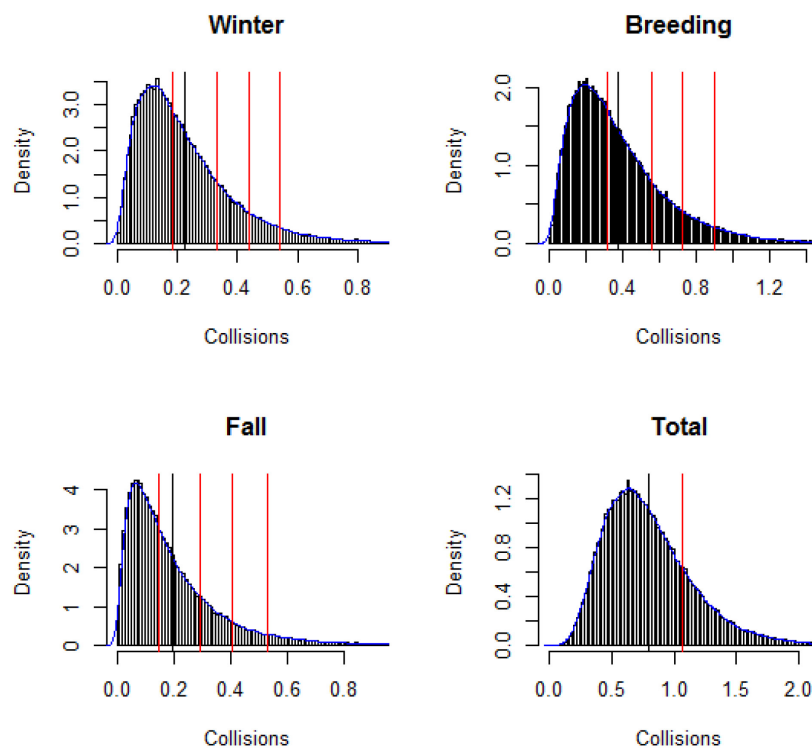 Winter
Density
0.0 1.0 2.0 3.0
0.0 0.2 0.4 0.6 0.8
Collisions
Breeding
Density
0.0 1.0 2.0
0.0 0.4 0.8 1.2
Collisions
Fall
Density
0 1 2 3 4
0.0 0.2 0.4 0.6 0.8
Collisions
Total
Density
0.0 0.4 0.8 1.2
0.0 0.5 1.0 1.5 2.0
Collisions